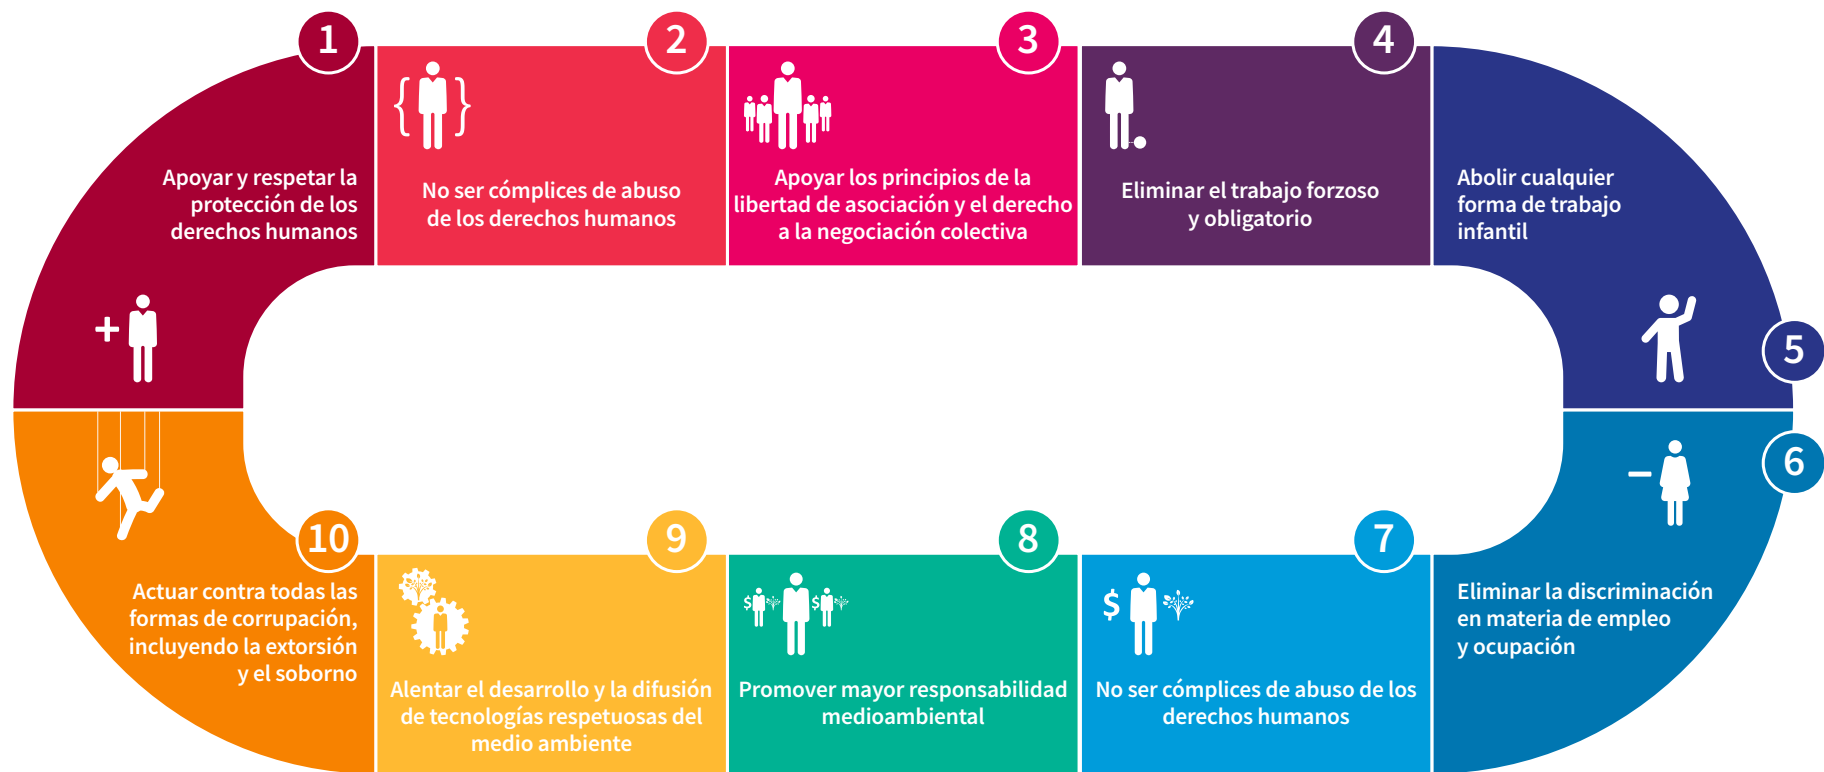 1
Apoyar y respetar la
protección de los
derechos humanos
2
No ser cómplices de abuso
de los derechos humanos
3
Apoyar los principios de la
libertad de asociación y el derecho
a la negociación colectiva
4
Eliminar el trabajo forzoso
y obligatorio
5
Abolir cualquier
forma de trabajo
infantil
6
Eliminar la discriminación
en materia de empleo
y ocupación
7
$
No ser cómplices de abuso de los
derechos humanos
8
$ $
Promover mayor responsabilidad
medioambiental
9
Alentar el desarrollo y la difusión
de tecnologías respetuosas del
medio ambiente
10
Actuar contra todas las
formas de corrupación,
incluyendo la extorsión
y el soborno